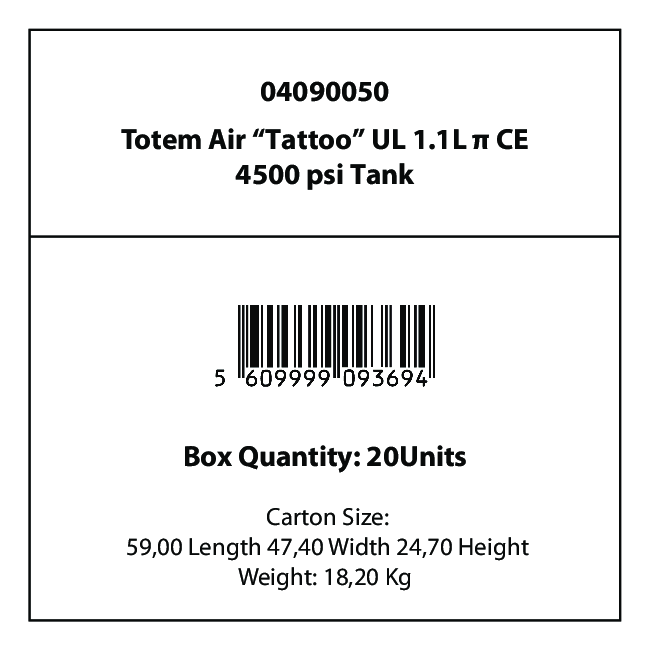 04090050
Totem Air “Tattoo” UL 1.1L π CE
4500 psi Tank
5 609999 093694
Box Quantity: 20Units
Carton Size:
59,00 Length 47,40 Width 24,70 Height
Weight: 18,20 Kg